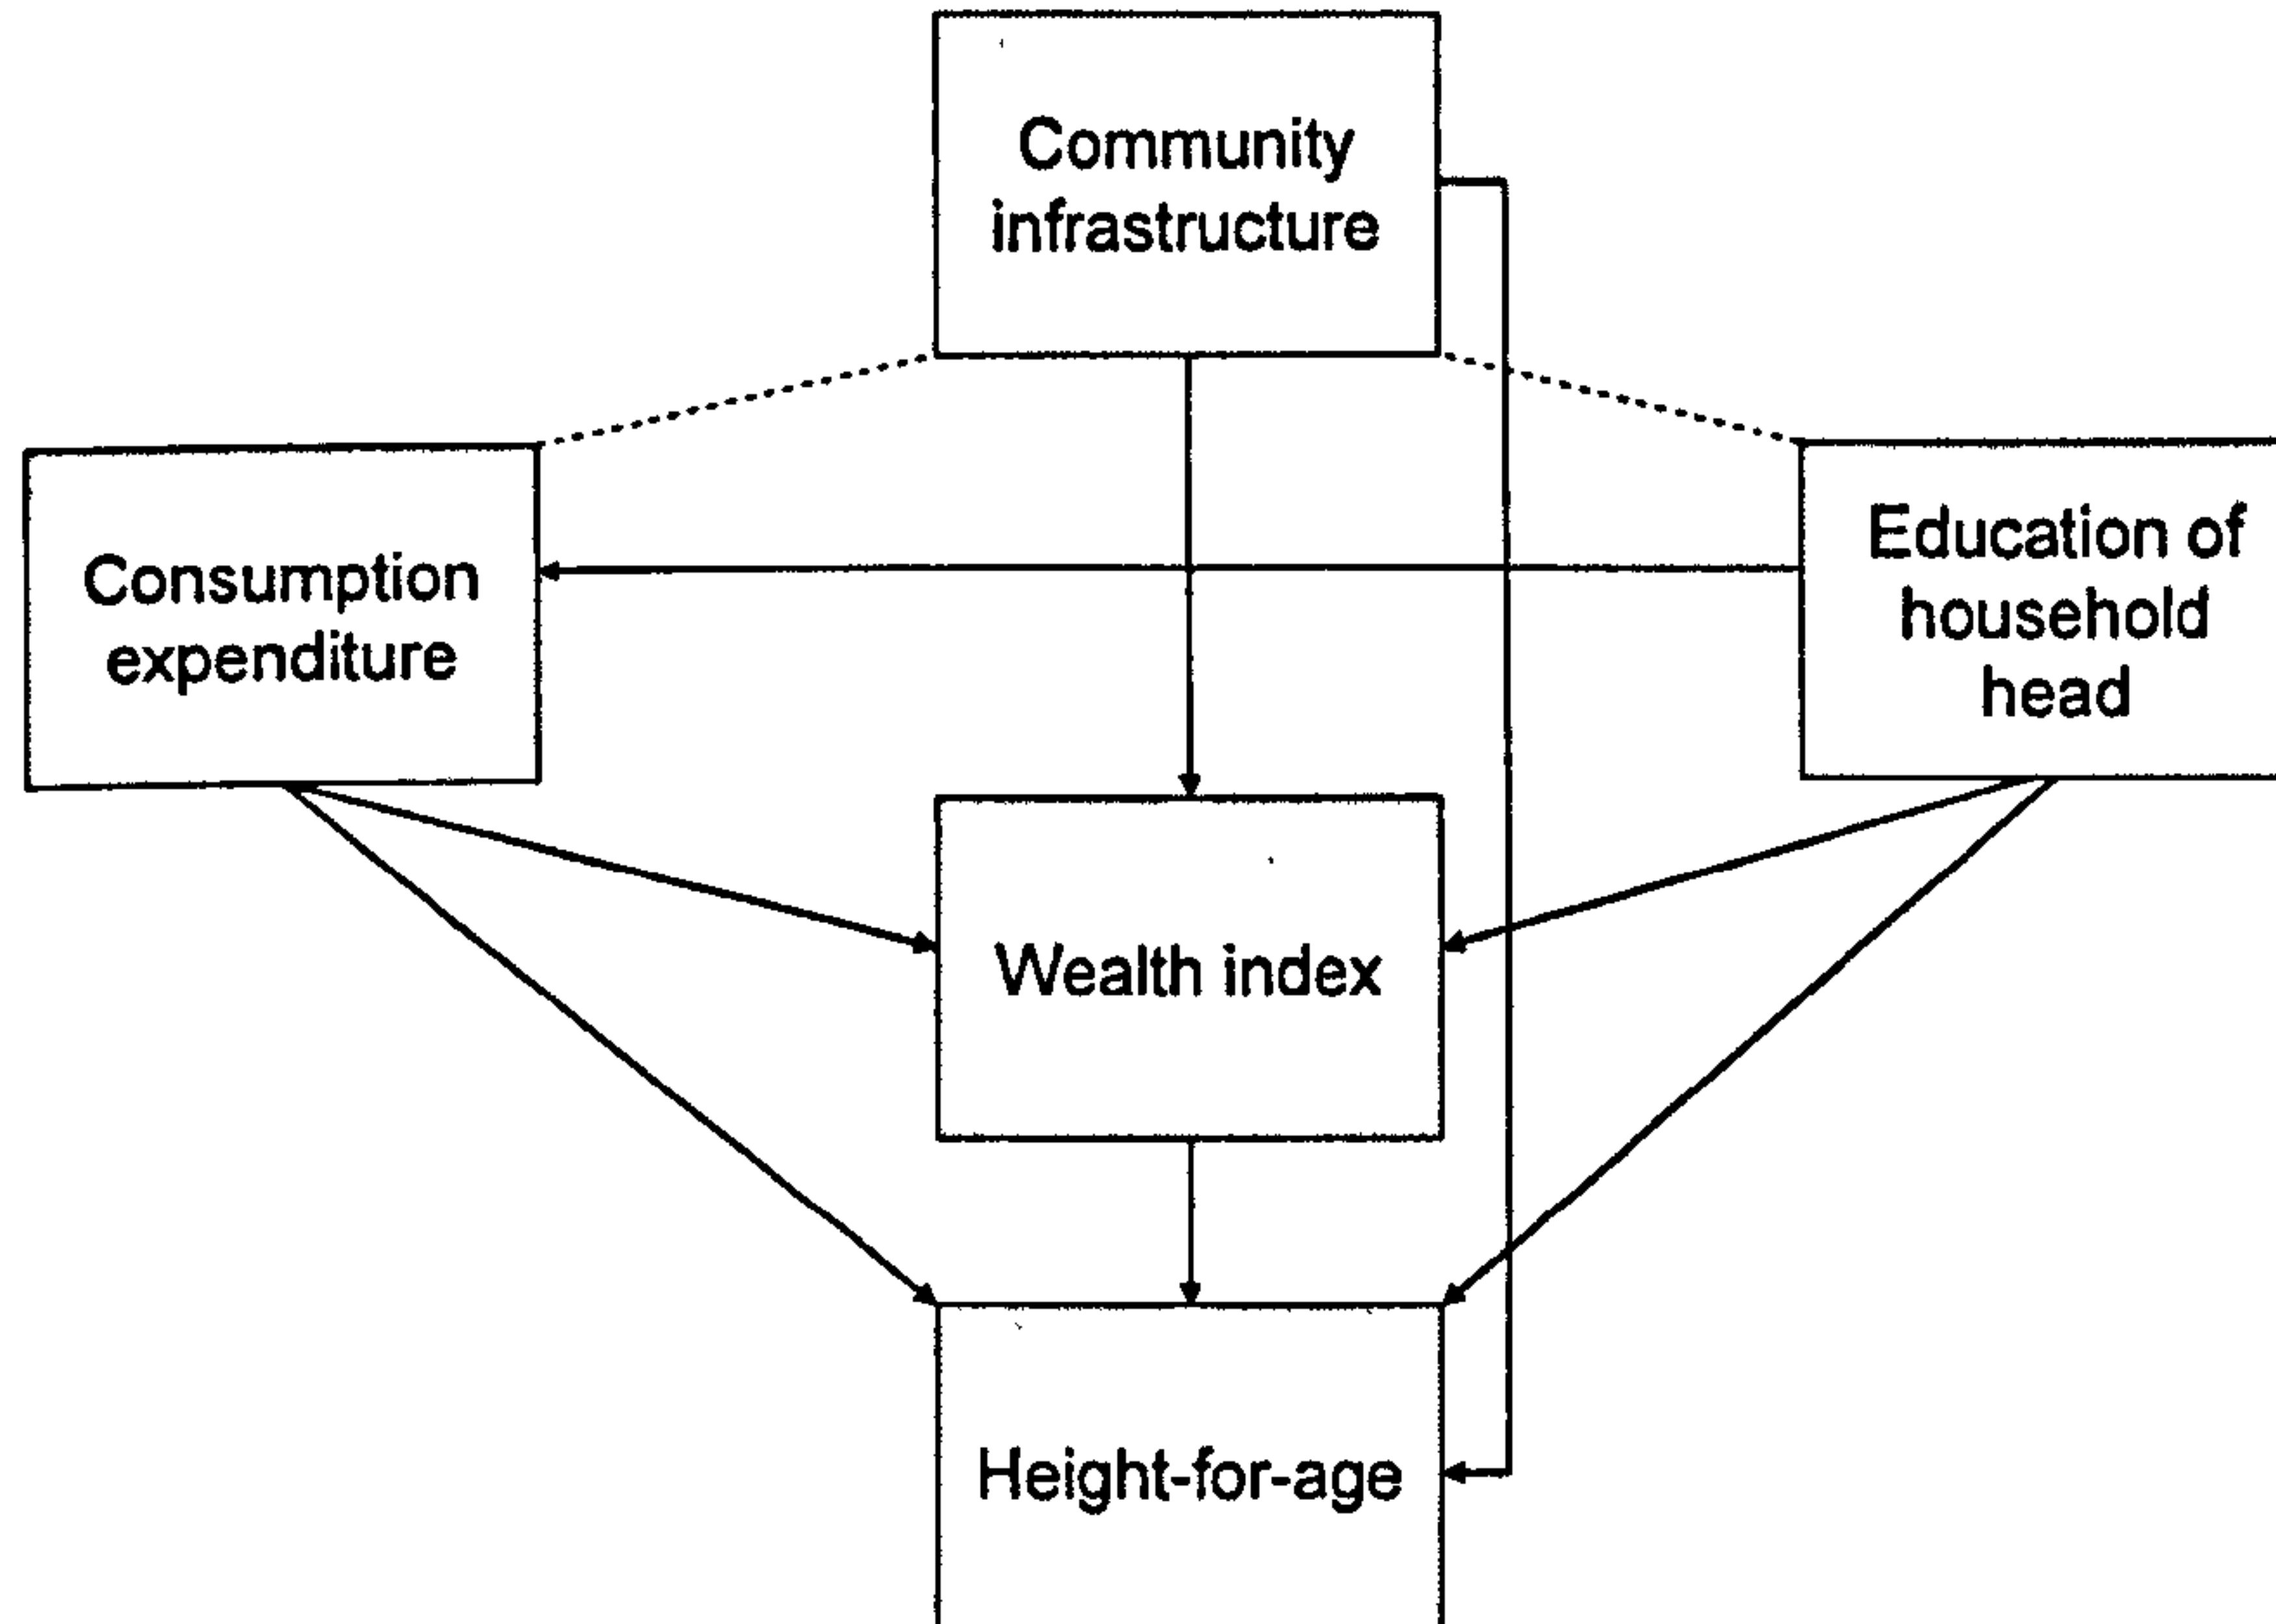 Community
infrastructure
Consumption
expenditure
Education of
household
head
Wealth index
Height-for-age